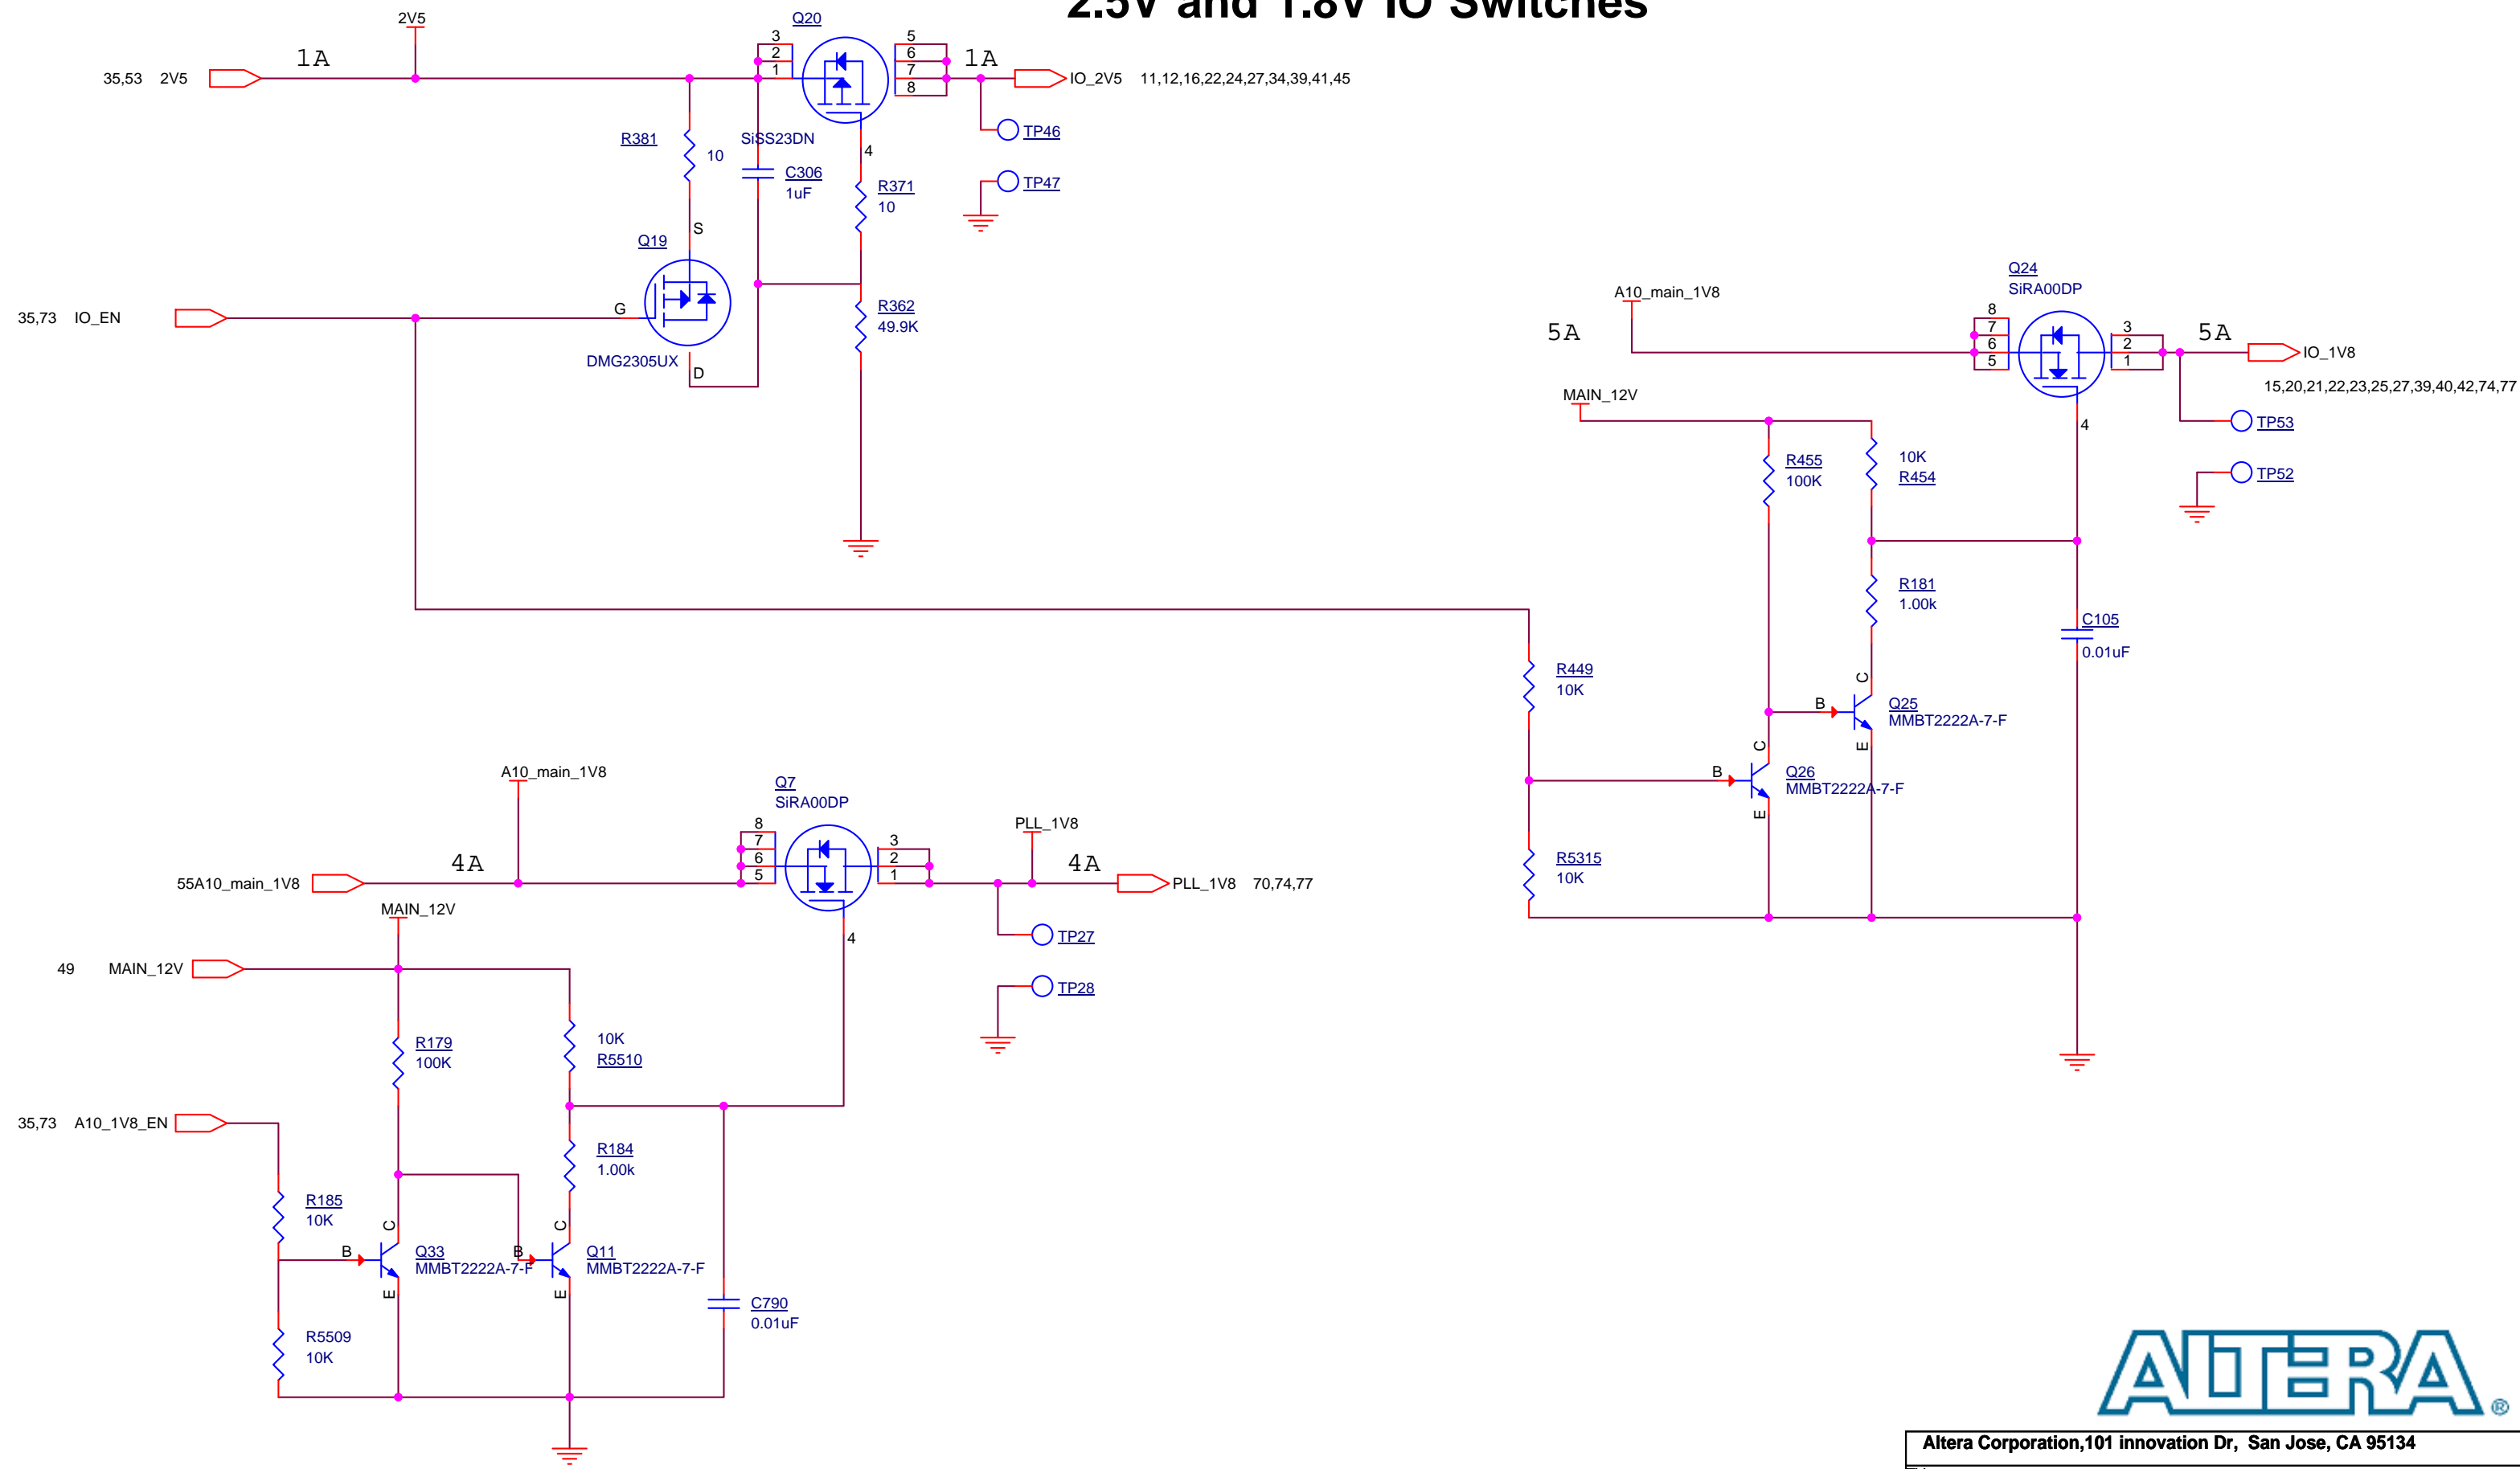 2.5V and 1.8V IO Switches
2V5
1A
35,53 2V5
Q20
3
2
1
5
6
7
8
1A
IO_2V5 11,12,16,22,24,27,34,39,41,45
TP46
TP47
R381
10
SiSS23DN
4
C306
1uF
R371
10
S
Q19
G
DMG2305UX
D
35,73 IO_EN
R362
49.9K
A10_main_1V8
5A
Q24
SiRA00DP
8
7
6
5
3
2
1
5A
IO_1V8
15,20,21,22,23,25,27,39,40,42,74,77
4
TP53
TP52
MAIN_12V
R455
100K
10K
R454
R181
1.00k
C105
0.01uF
R449
10K
B
C
E
Q25
MMBT2222A-7-F
B
C
E
Q26
MMBT2222A-7-F
R5315
10K
A10_main_1V8
4A
55A10_main_1V8
Q7
SiRA00DP
8
7
6
5
3
2
1
PLL_1V8
4A
PLL_1V8 70,74,77
4
TP27
TP28
MAIN_12V
49 MAIN_12V
R179
100K
10K
R5510
35,73 A10_1V8_EN
R184
1.00k
R185
10K
B
C
E
Q33
MMBT2222A-7-F
B
C
E
Q11
MMBT2222A-7-F
C790
0.01uF
R5509
10K
ALTERA®
Altera Corporation,101 innovation Dr, San Jose, CA 95134